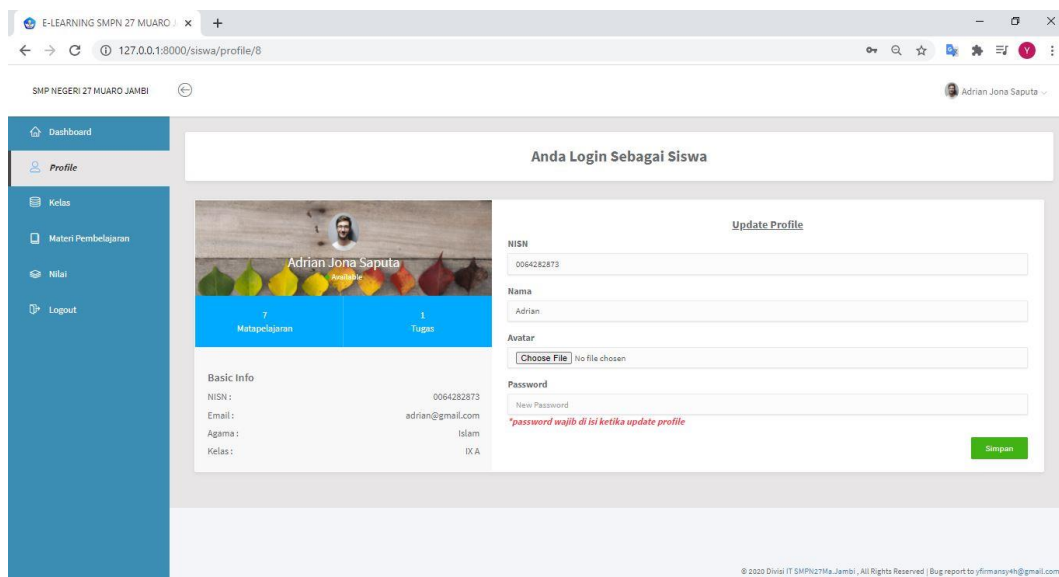 E-LEARNING SMPN 27 MUARO J
127.0.0.1:8000/siswa/profile/8
Y
SMP NEGERI 27 MUARO JAMBI
Adrian Jona Saputa
Dashboard
Profile
Kelas
Materi Pembelajaran
Nilai
Logout
Anda Login Sebagai Siswa
Adrian Jona Saputa
Available
7
Matapelajaran
1
Tugas
Basic Info
NISN : 0064282873
Email : adrian@gmail.com
Agama : Islam
Kelas : IX A
Update Profile
NISN
0064282873
Nama
Adrian
Avatar
Choose File No file chosen
Password
New Password
*password wajib di isi ketika update profile
Simpan
© 2020 Divisi IT SMPN27Ma.Jambi , All Rights Reserved | Bug report to yfirmansy4h@gmail.com